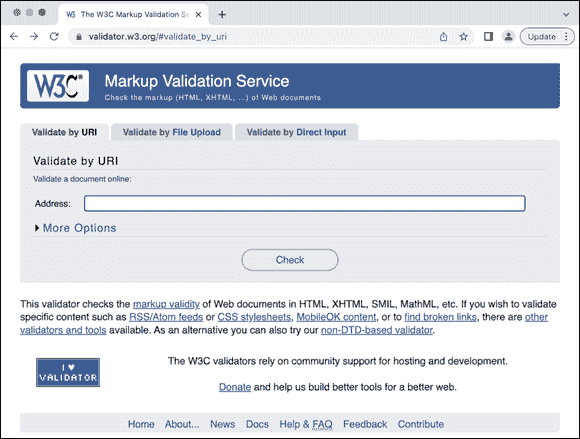 The W3C Markup Validation Se
validator.w3.org/#validate_by_uri
Update
W3C® Markup Validation Service
Check the markup (HTML, XHTML, ...) of Web documents
Validate by URI Validate by File Upload Validate by Direct Input
Validate by URI
Validate a document online:
Address:
More Options
Check
This validator checks the markup validity of Web documents in HTML, XHTML, SMIL, MathML, etc. If you wish to validate
specific content such as RSS/Atom feeds or CSS stylesheets, MobileOK content, or to find broken links, there are other
validators and tools available. As an alternative you can also try our non-DTD-based validator.
I ♥
VALIDATOR
The W3C validators rely on community support for hosting and development.
Donate and help us build better tools for a better web.
Home About... News Docs Help & FAQ Feedback Contribute